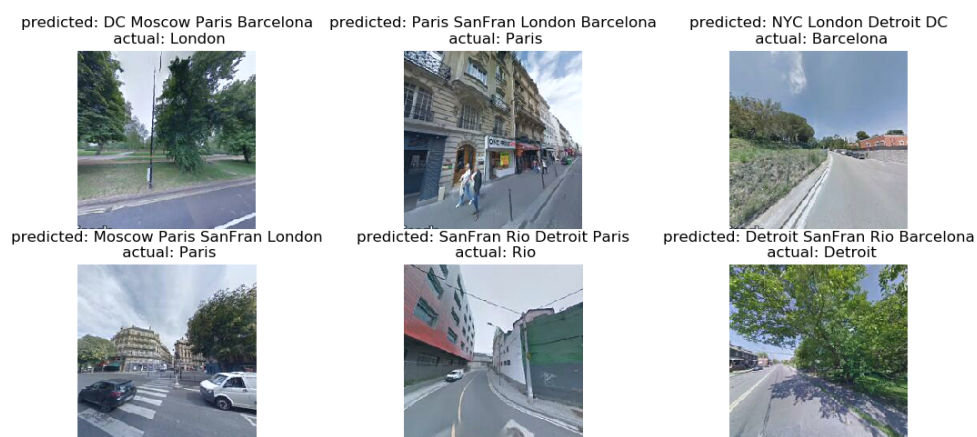 predicted: DC Moscow Paris Barcelona
actual: London
predicted: Paris SanFran London Barcelona
actual: Paris
predicted: NYC London Detroit DC
actual: Barcelona
predicted: Moscow Paris SanFran London
actual: Paris
predicted: SanFran Rio Detroit Paris
actual: Rio
predicted: Detroit SanFran Rio Barcelona
actual: Detroit